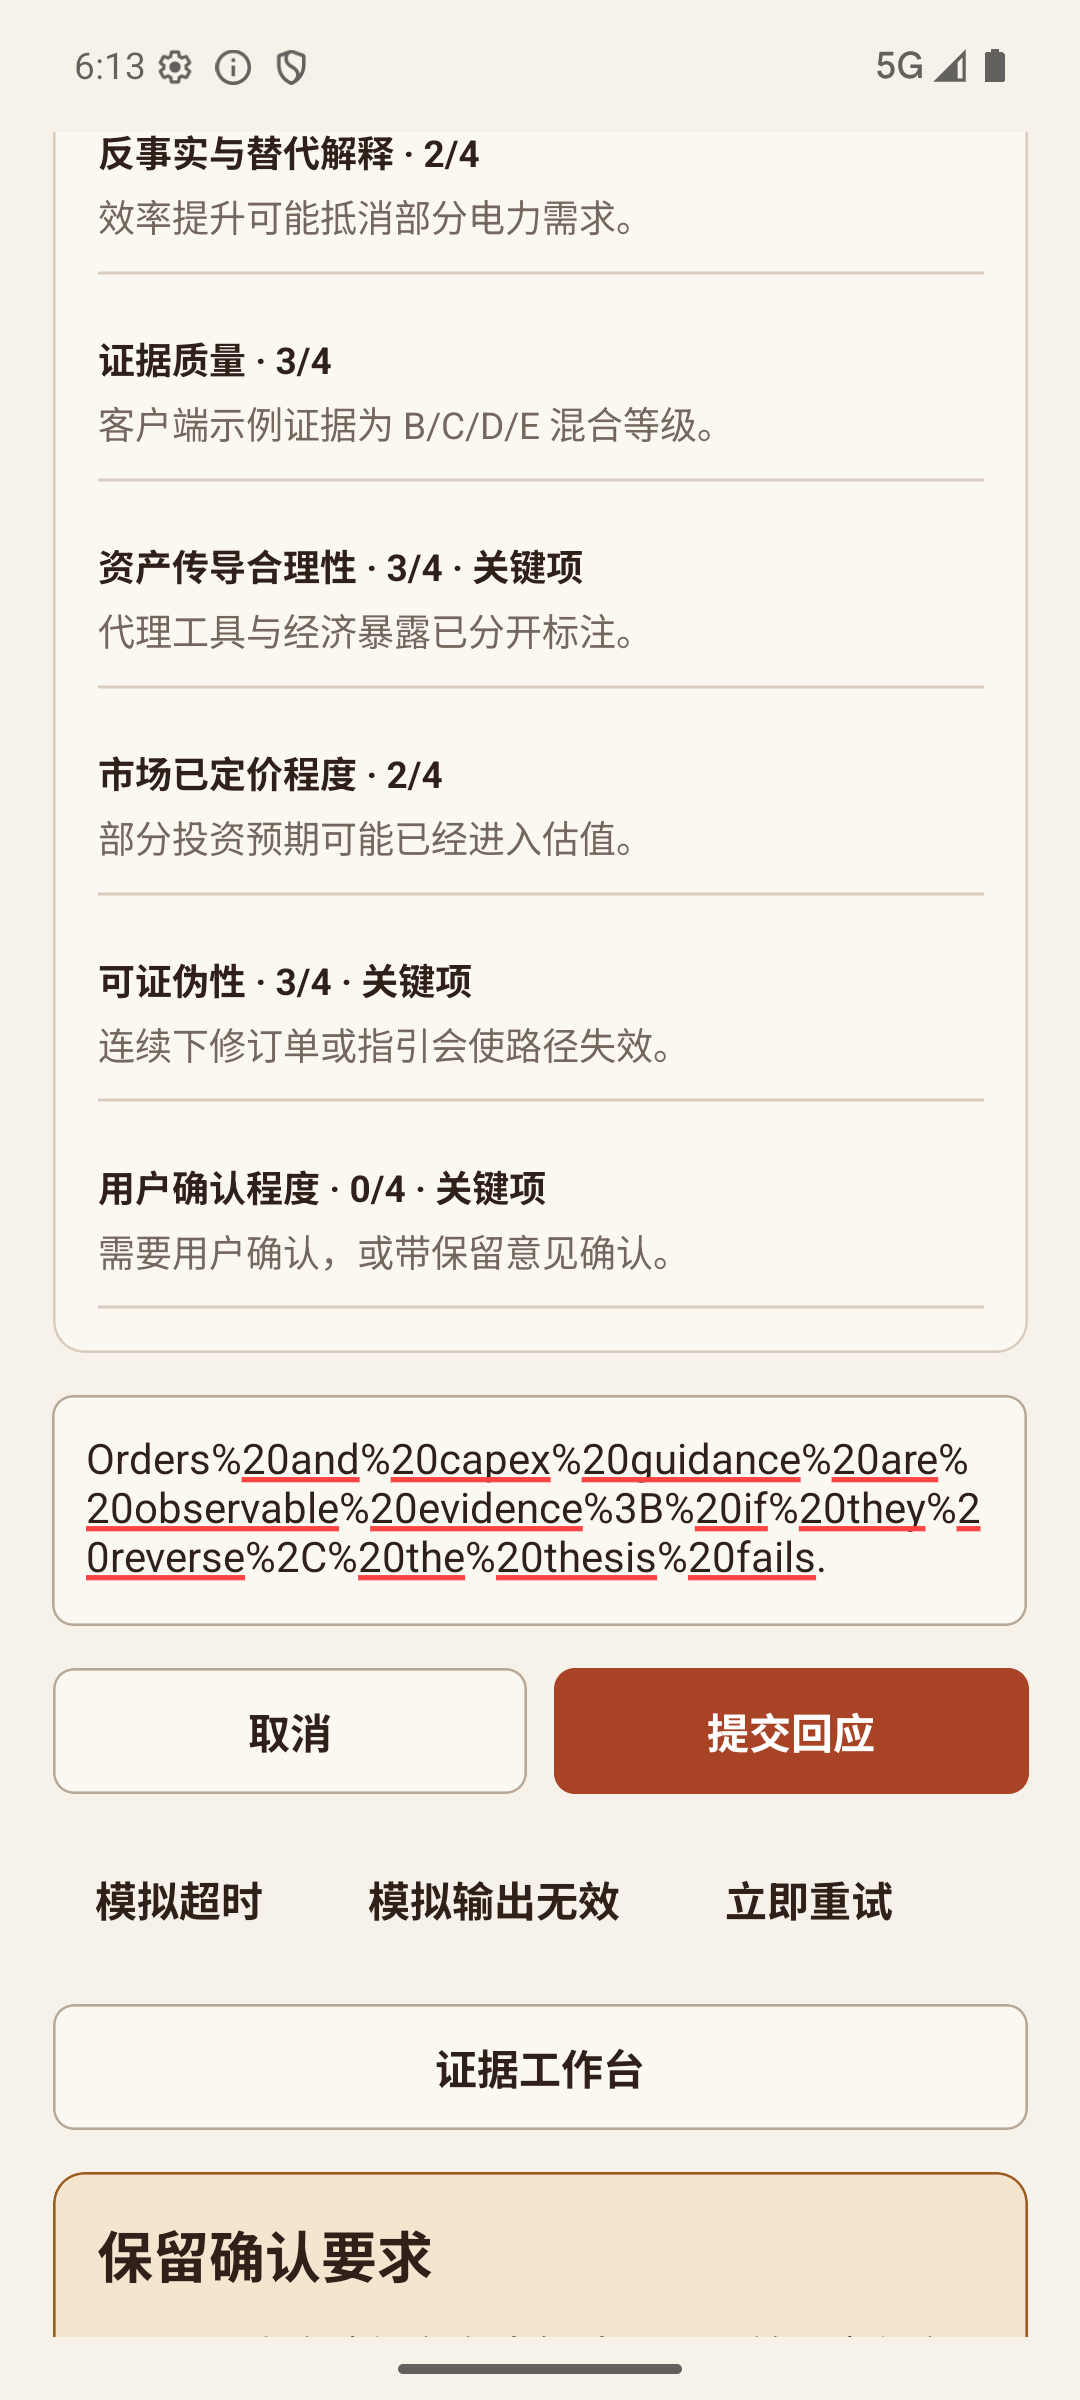 6:13
5G
反事实与替代解释 · 2/4
效率提升可能抵消部分电力需求。
证据质量 · 3/4
客户端示例证据为 B/C/D/E 混合等级。
资产传导合理性 · 3/4 · 关键项
代理工具与经济暴露已分开标注。
市场已定价程度 · 2/4
部分投资预期可能已经进入估值。
可证伪性 · 3/4 · 关键项
连续下修订单或指引会使路径失效。
用户确认程度 · 0/4 · 关键项
需要用户确认，或带保留意见确认。
Orders%20and%20capex%20guidance%20are%
20observable%20evidence%3B%20if%20they%2
0reverse%2C%20the%20thesis%20fails.
取消
提交回应
模拟超时
模拟输出无效
立即重试
证据工作台
保留确认要求